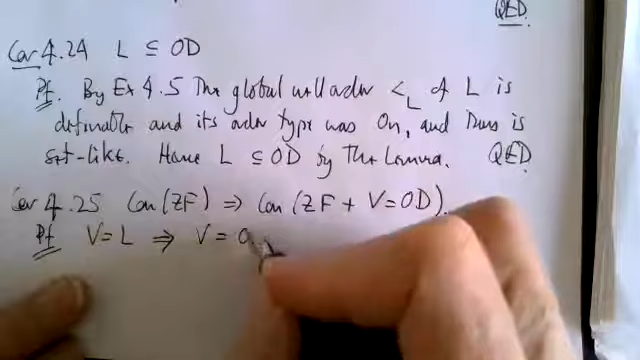 QED.
Cor 4.24 L ⊆ OD
Pf. By Ex 4.5 The global wellorder <_L of L is
definable and its order type was On, and thus is
set-like. Hence L ⊆ OD by The Lemma. QED
Cor 4.25 Con(ZF) ⇒ Con(ZF + V=OD).
Pf V=L ⇒ V = O